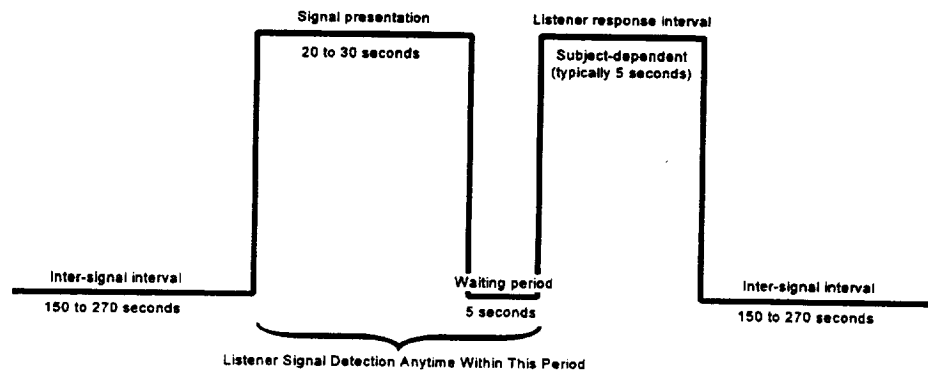 Signal presentation
20 to 30 seconds
Listener response interval
Subject-dependent
(typically 5 seconds)
Inter-signal interval
150 to 270 seconds
Waiting period
5 seconds
Inter-signal interval
150 to 270 seconds
Listener Signal Detection Anytime Within This Period